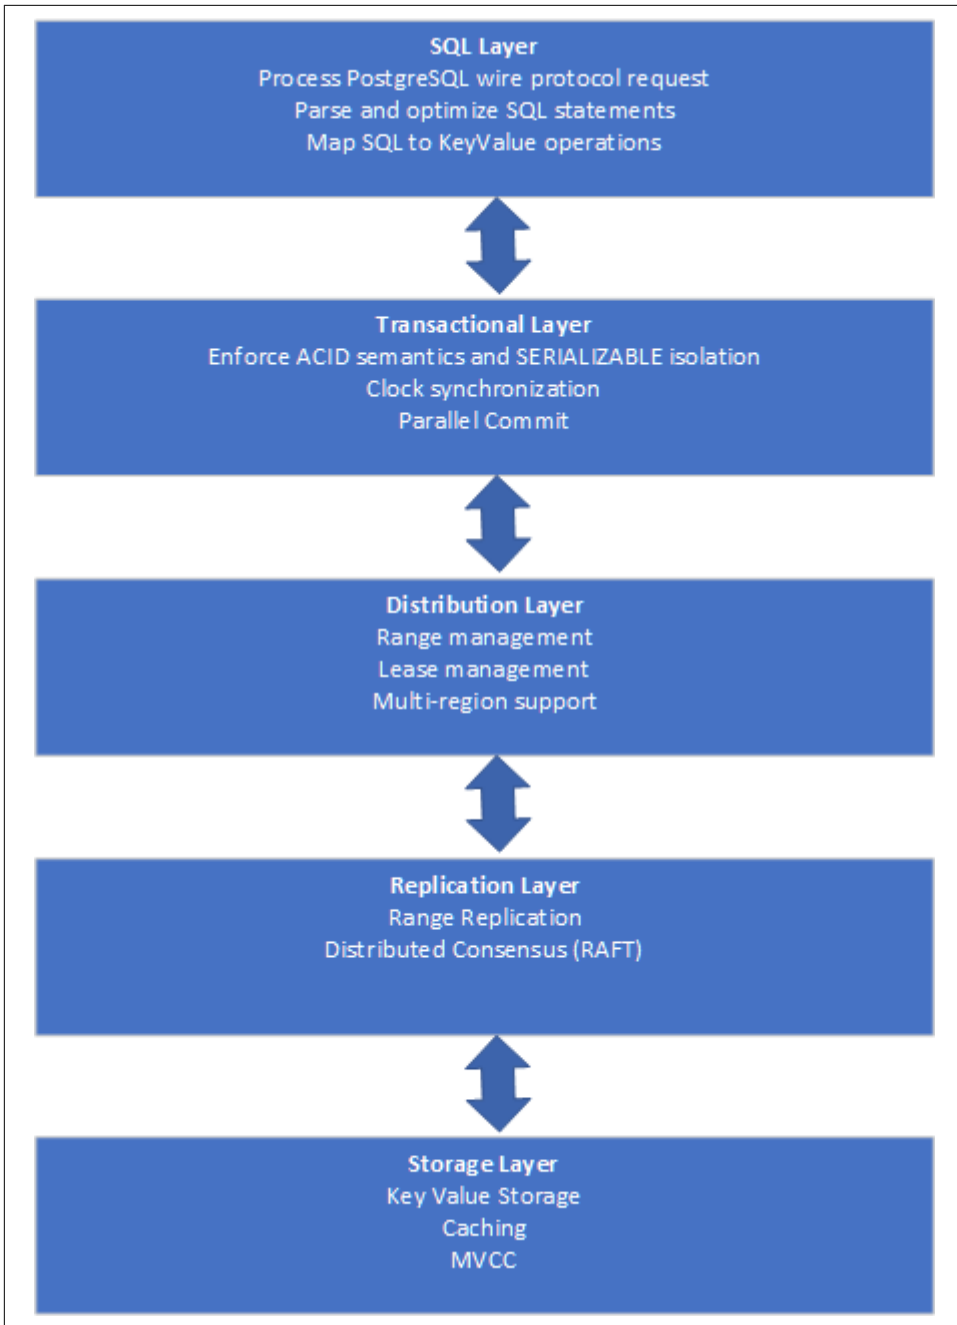 SQL Layer
Process PostgreSQL wire protocol request
Parse and optimize SQL statements
Map SQL to KeyValue operations
Transactional Layer
Enforce ACID semantics and SERIALIZABLE isolation
Clock synchronization
Parallel Commit
Distribution Layer
Range management
Lease management
Multi-region support
Replication Layer
Range Replication
Distributed Consensus (RAFT)
Storage Layer
Key Value Storage
Caching
MVCC